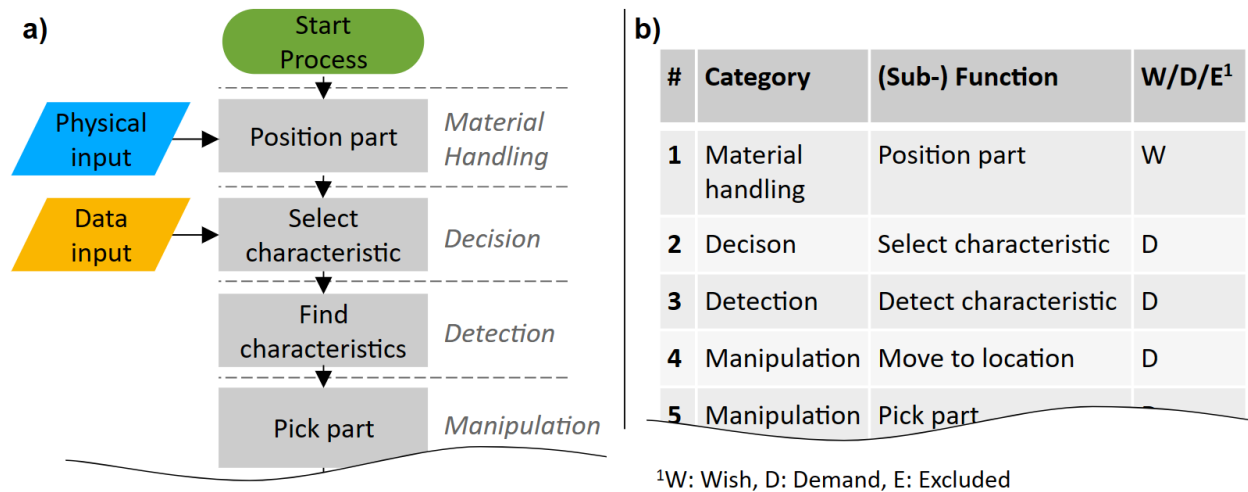 a)
Start
Process
Physical
input
Position part
Material
Handling
Data
input
Select
characteristic
Decision
Find
characteristics
Detection
Pick part
Manipulation
b)
# Category (Sub-) Function W/D/E1
1 Material handling Position part W
2 Decison Select characteristic D
3 Detection Detect characteristic D
4 Manipulation Move to location D
5 Manipulation Pick part
1W: Wish, D: Demand, E: Excluded